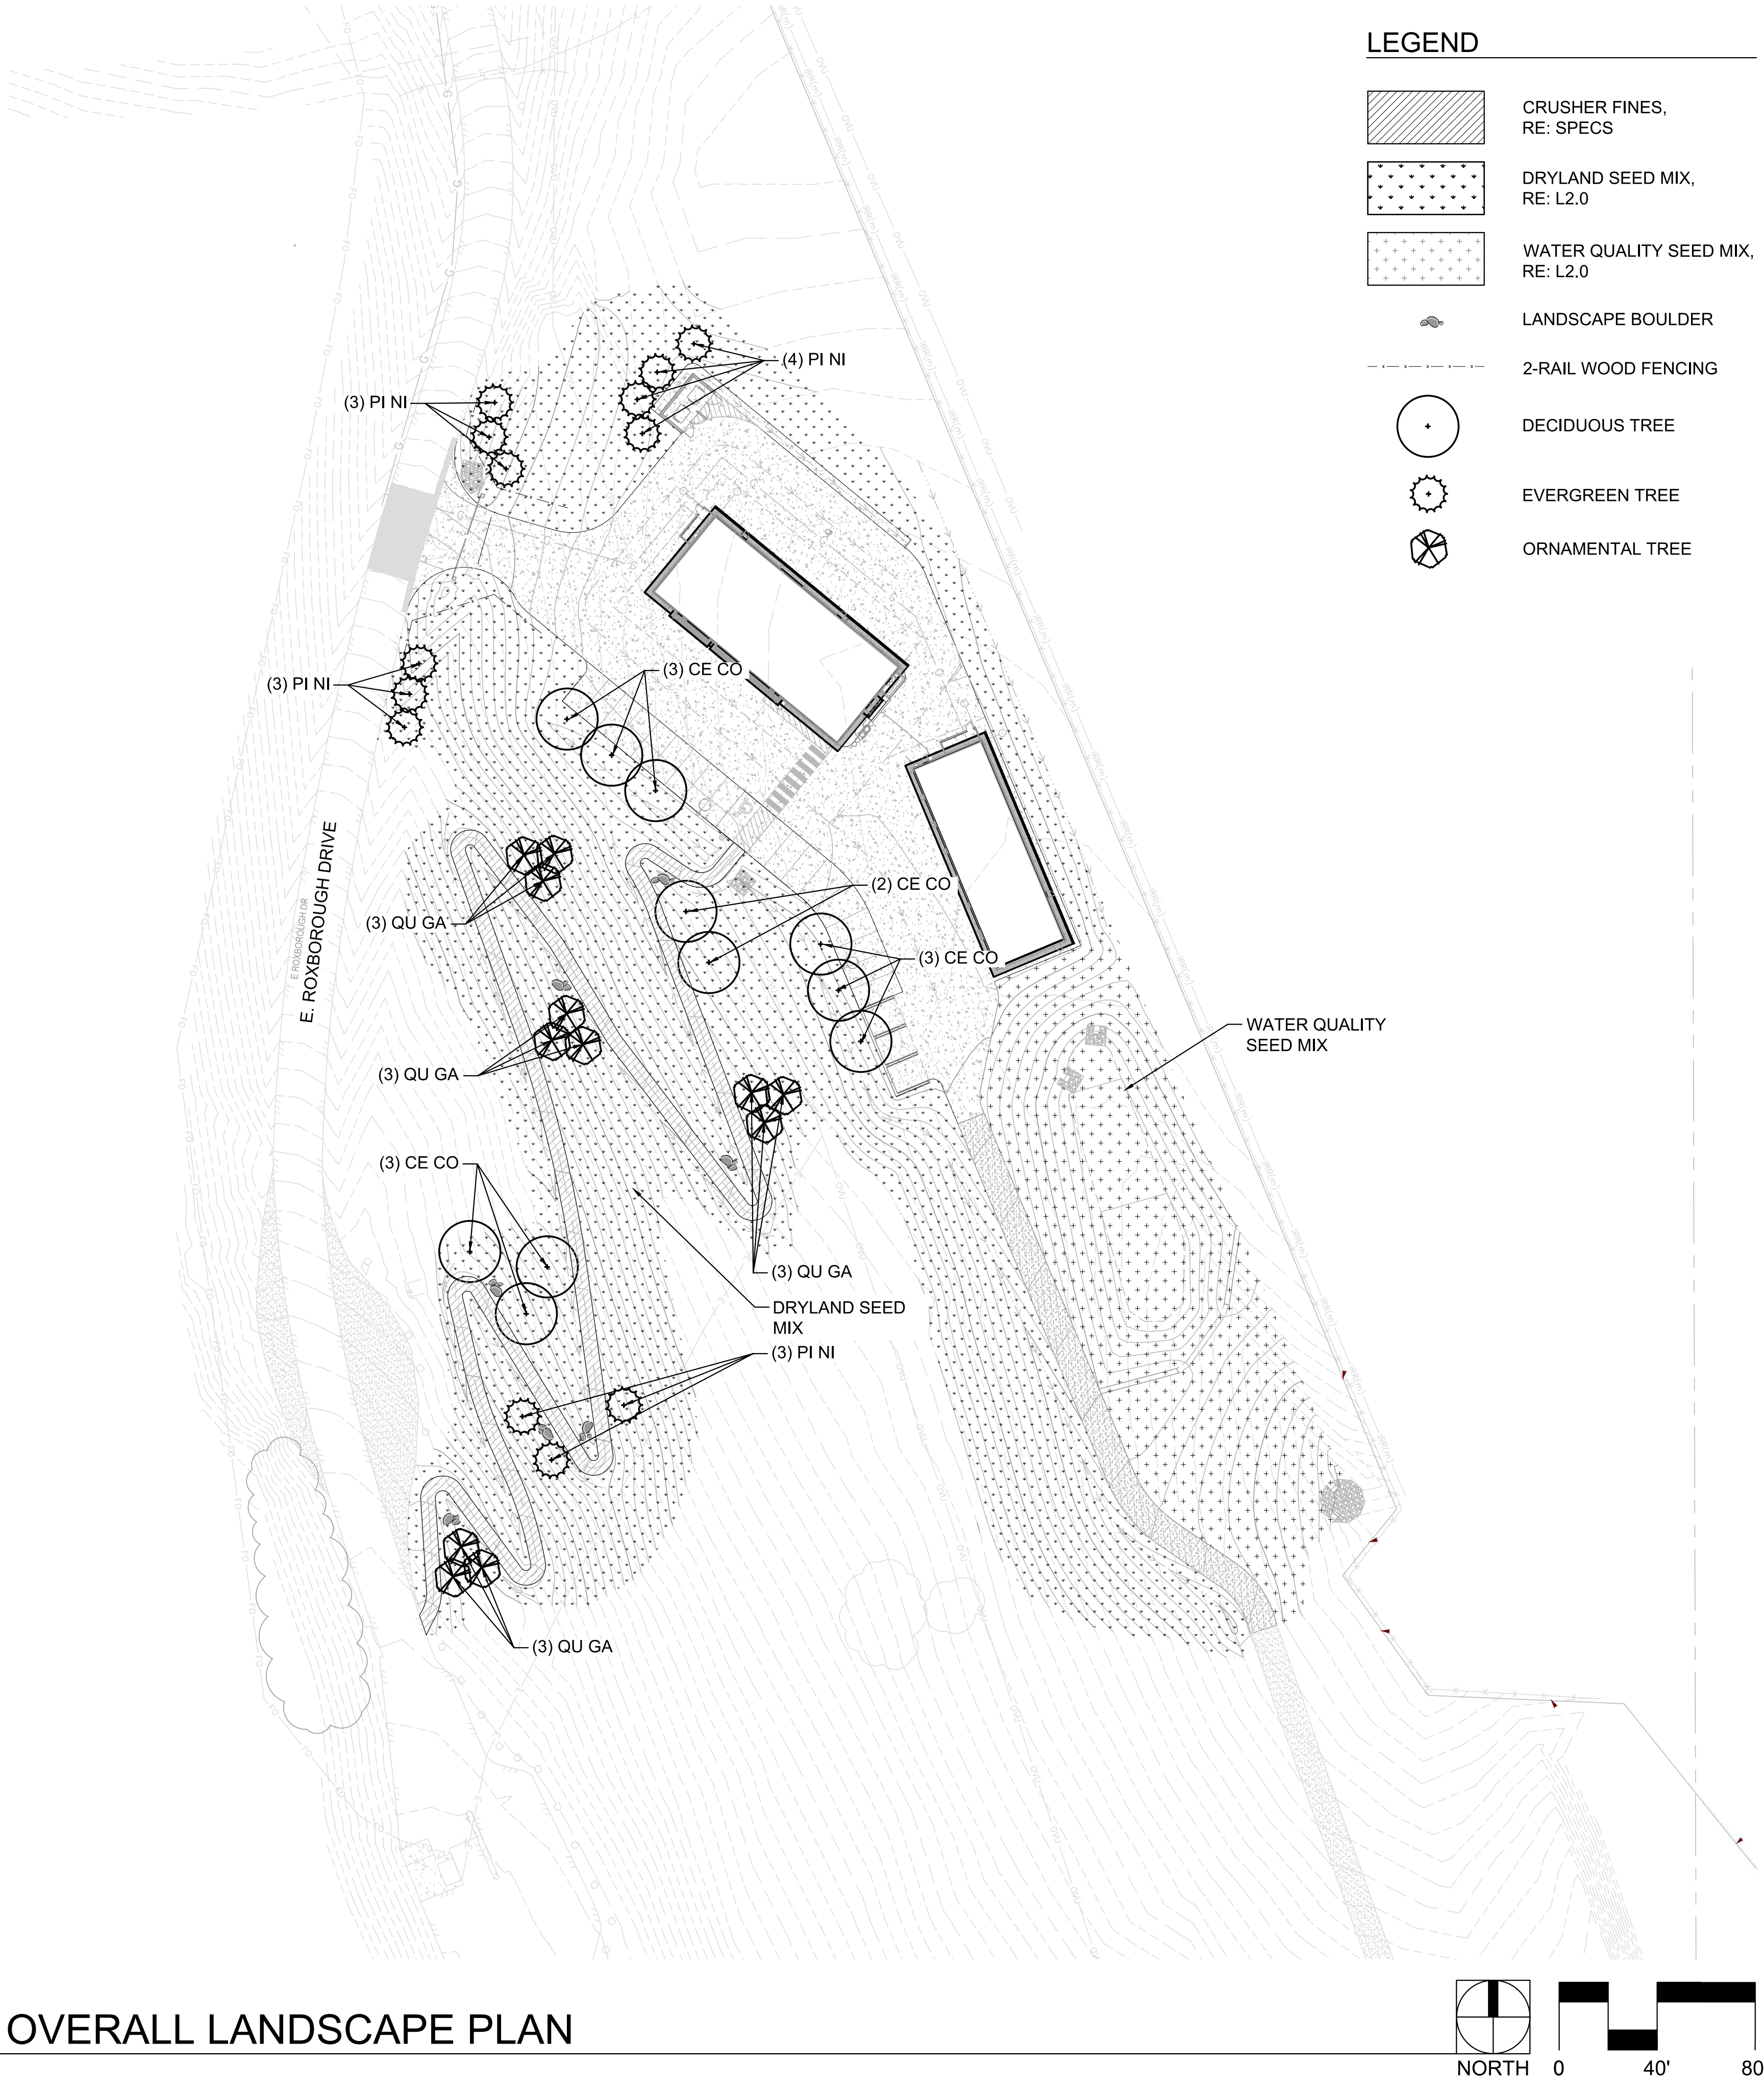 LEGEND
CRUSHER FINES,
RE: SPECS
DRYLAND SEED MIX,
RE: L2.0
WATER QUALITY SEED MIX,
RE: L2.0
LANDSCAPE BOULDER
2-RAIL WOOD FENCING
DECIDUOUS TREE
EVERGREEN TREE
ORNAMENTAL TREE
(4) PI NI
(3) PI NI
(3) CE CO
(3) PI NI
E. ROXBOROUGH DRIVE
E ROXBOROUGH DR
(2) CE CO
(3) QU GA
(3) CE CO
WATER QUALITY
SEED MIX
(3) QU GA
(3) CE CO
(3) QU GA
DRYLAND SEED
MIX
(3) PI NI
(3) QU GA
OVERALL LANDSCAPE PLAN
NORTH
0 40' 80